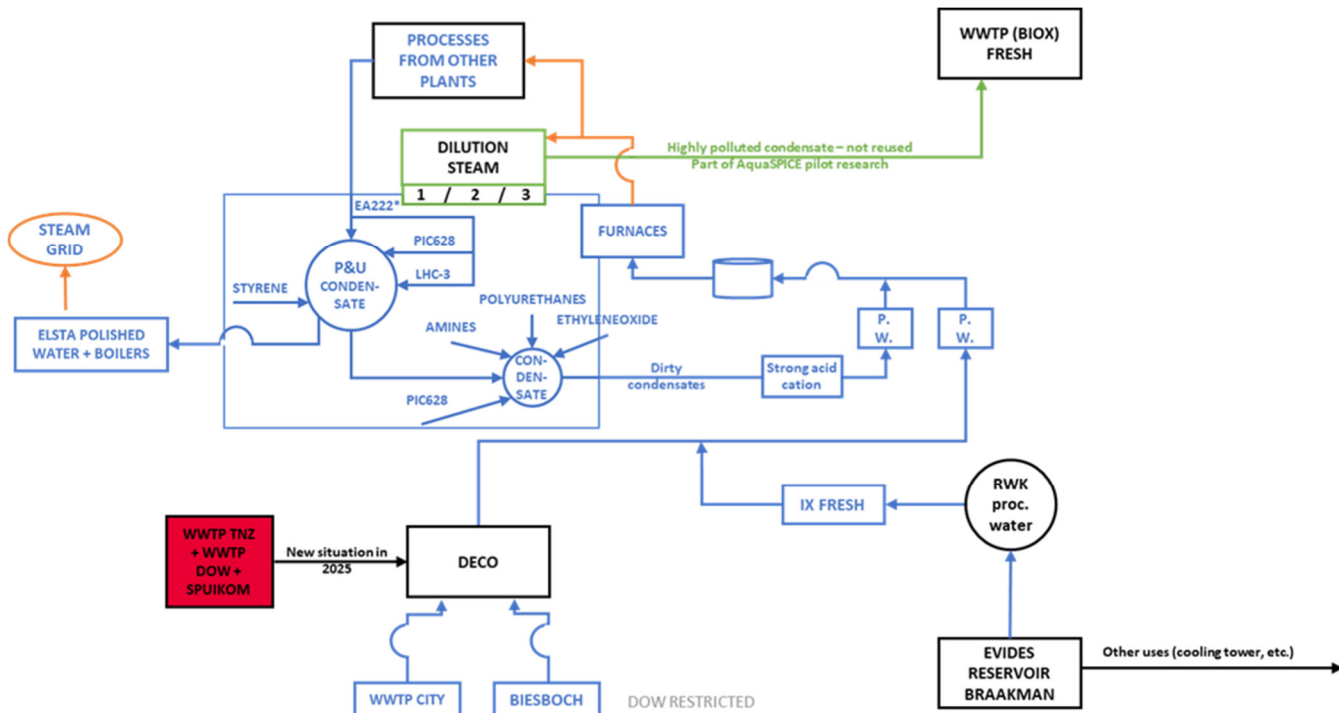 PROCESSES
FROM OTHER
PLANTS
WWTP (BIOX)
FRESH
DILUTION
STEAM
1 / 2 / 3
Highly polluted condensate – not reused
Part of AquaSPICE pilot research
EA222*
STEAM
GRID
FURNACES
PIC628
P&U
CONDEN-
SATE
LHC-3
STYRENE
POLYURETHANES
ETHYLENEOXIDE
AMINES
ELSTA POLISHED
WATER + BOILERS
P.
W.
P.
W.
CON-
DEN-
SATE
Dirty
condensates
Strong acid
cation
PIC628
RWK
proc.
water
IX FRESH
WWTP TNZ
+ WWTP
DOW +
SPUIKOM
New situation in
2025
DECO
EVIDES
RESERVOIR
BRAAKMAN
Other uses (cooling tower, etc.)
WWTP CITY
BIESBOCH
DOW RESTRICTED